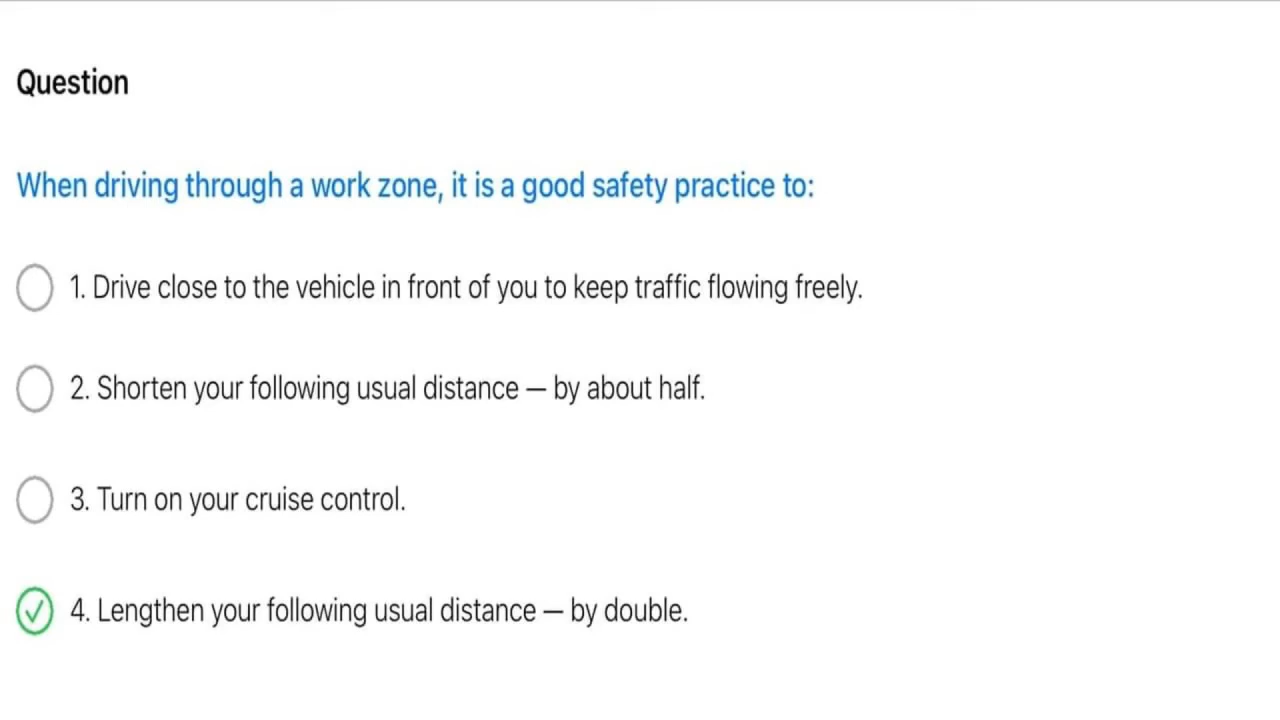 Question
When driving through a work zone, it is a good safety practice to:
1. Drive close to the vehicle in front of you to keep traffic flowing freely.
2. Shorten your following usual distance — by about half.
3. Turn on your cruise control.
4. Lengthen your following usual distance — by double.